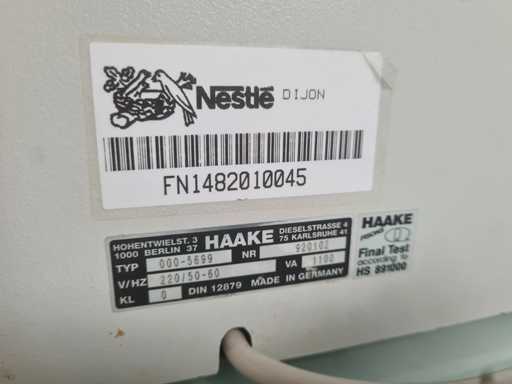 Nestlé DIJON
FN1482010045
HOHENTWIELST. 3
1000 BERLIN 37
HAAKE
DIESELSTRASSE 4
75 KARLSRUHE 41
TYP 000-5699 NR 920102
V/HZ 220/50-60 VA 1100
KL 0 DIN 12879 MADE IN GERMANY
HAAKE
FISONS
Final Test
according to
HS 891000